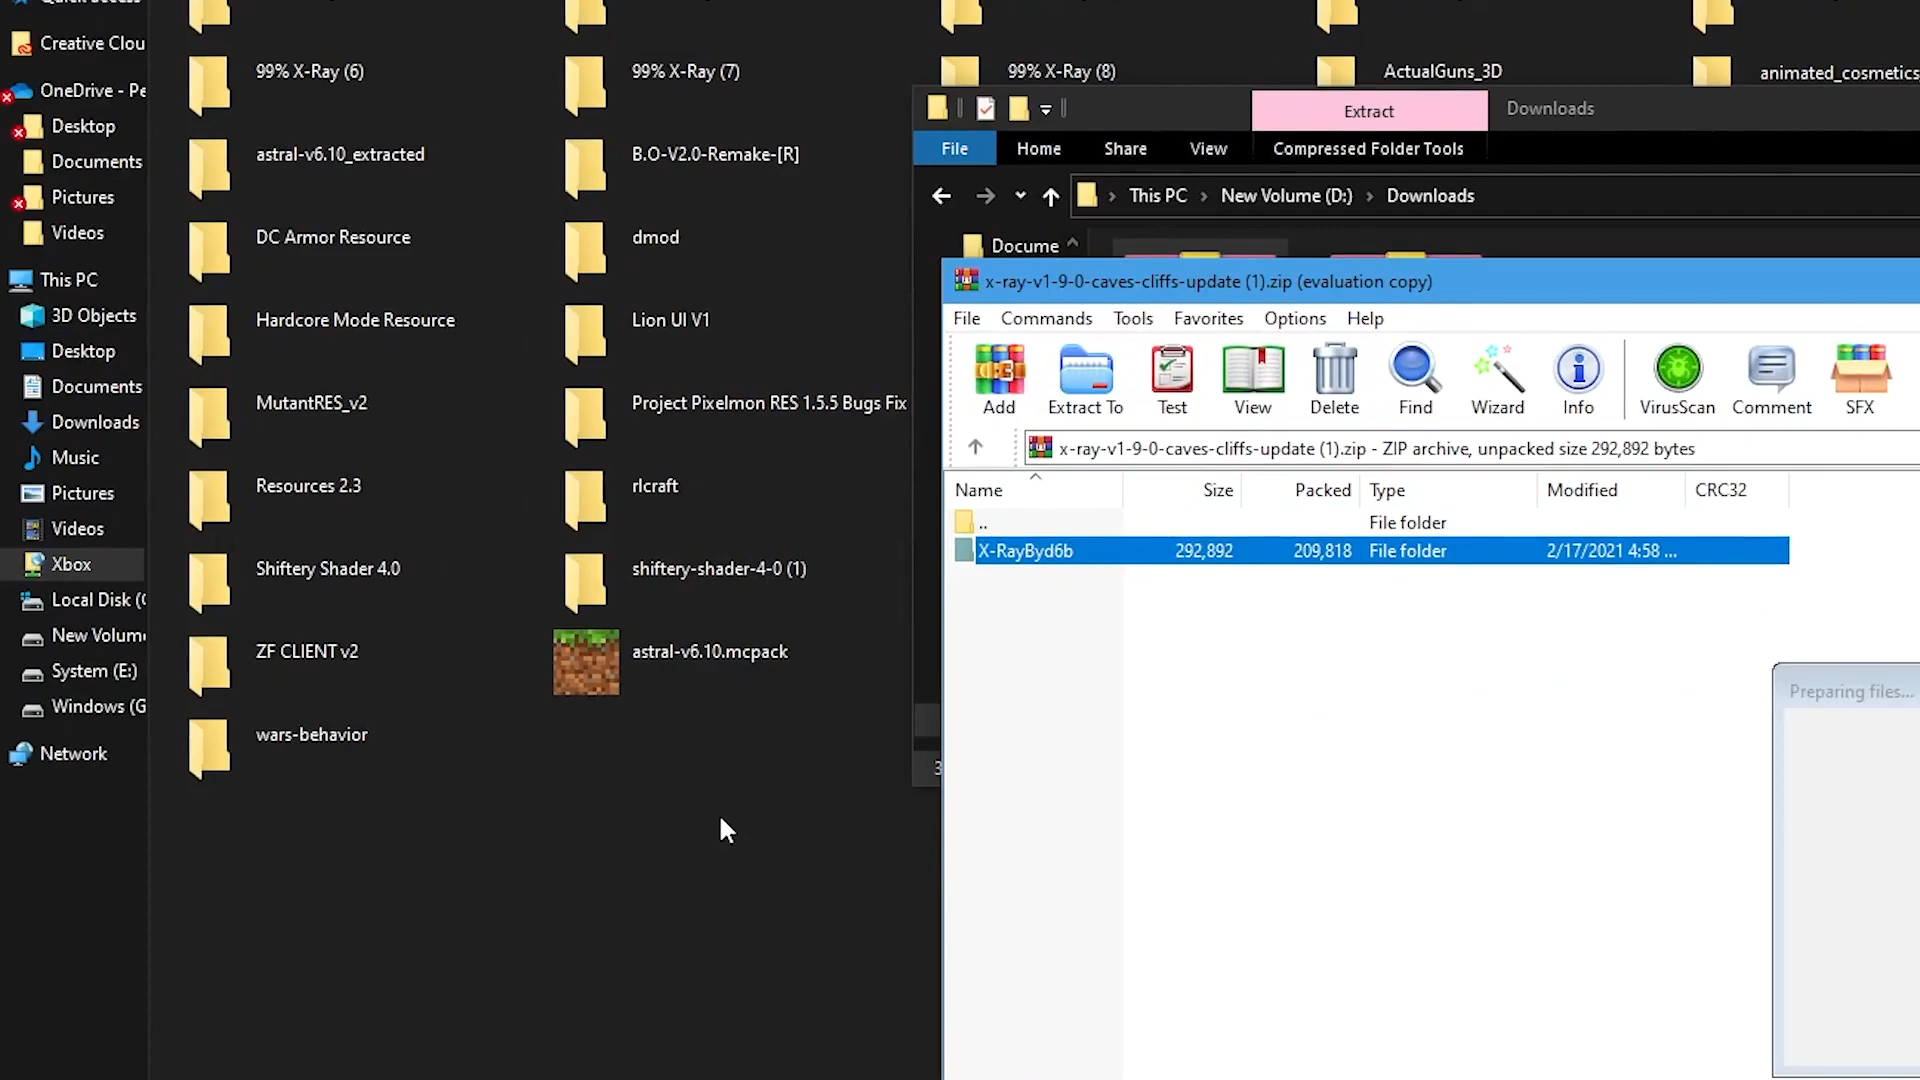 Quick access
Creative Clou
OneDrive - Pe
Desktop
Documents
Pictures
Videos
This PC
3D Objects
Desktop
Documents
Downloads
Music
Pictures
Videos
Xbox
Local Disk (
New Volum
System (E:)
Windows (G
Network
99% X-Ray (6)
99% X-Ray (7)
99% X-Ray (8)
ActualGuns_3D
animated_cosmetics
astral-v6.10_extracted
B.O-V2.0-Remake-[R]
DC Armor Resource
dmod
Hardcore Mode Resource
Lion UI V1
MutantRES_v2
Project Pixelmon RES 1.5.5 Bugs Fix
Resources 2.3
rlcraft
Shiftery Shader 4.0
shiftery-shader-4-0 (1)
ZF CLIENT v2
astral-v6.10.mcpack
wars-behavior
Extract
Downloads
File Home Share View Compressed Folder Tools
This PC New Volume (D:) Downloads
Docume
3
x-ray-v1-9-0-caves-cliffs-update (1).zip (evaluation copy)
File Commands Tools Favorites Options Help
Add Extract To Test View Delete Find Wizard Info VirusScan Comment SFX
x-ray-v1-9-0-caves-cliffs-update (1).zip - ZIP archive, unpacked size 292,892 bytes
Name Size Packed Type Modified CRC32
.. File folder
X-RayByd6b 292,892 209,818 File folder 2/17/2021 4:58 ...
Preparing files...